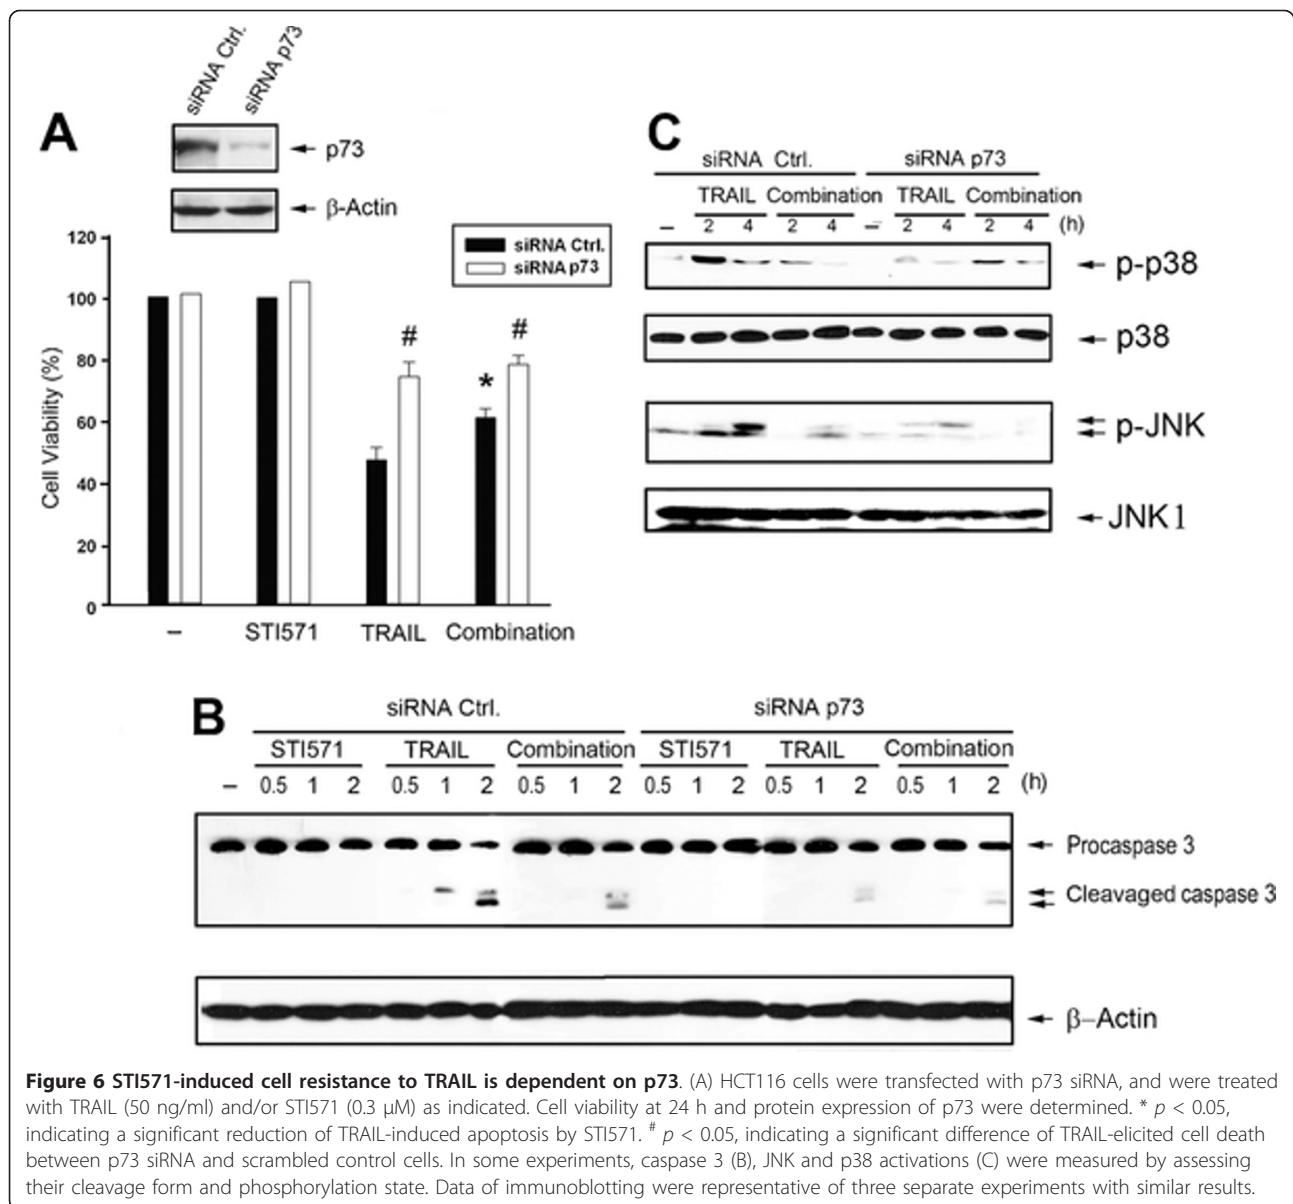 siRNA Ctrl.
siRNA p73
A
p73
β-Actin
120
100
80
60
40
20
0
Cell Viability (%)
siRNA Ctrl.
siRNA p73
#
#
*
– STI571 TRAIL Combination
C
siRNA Ctrl. siRNA p73
TRAIL Combination TRAIL Combination
– 2 4 2 4 – 2 4 2 4 (h)
p-p38
p38
p-JNK
JNK1
B
siRNA Ctrl. siRNA p73
STI571 TRAIL Combination STI571 TRAIL Combination
– 0.5 1 2 0.5 1 2 0.5 1 2 0.5 1 2 0.5 1 2 0.5 1 2 (h)
Procaspase 3
Cleavaged caspase 3
β–Actin
Figure 6 STI571-induced cell resistance to TRAIL is dependent on p73. (A) HCT116 cells were transfected with p73 siRNA, and were treated
with TRAIL (50 ng/ml) and/or STI571 (0.3 μM) as indicated. Cell viability at 24 h and protein expression of p73 were determined. * p < 0.05,
indicating a significant reduction of TRAIL-induced apoptosis by STI571. # p < 0.05, indicating a significant difference of TRAIL-elicited cell death
between p73 siRNA and scrambled control cells. In some experiments, caspase 3 (B), JNK and p38 activations (C) were measured by assessing
their cleavage form and phosphorylation state. Data of immunoblotting were representative of three separate experiments with similar results.